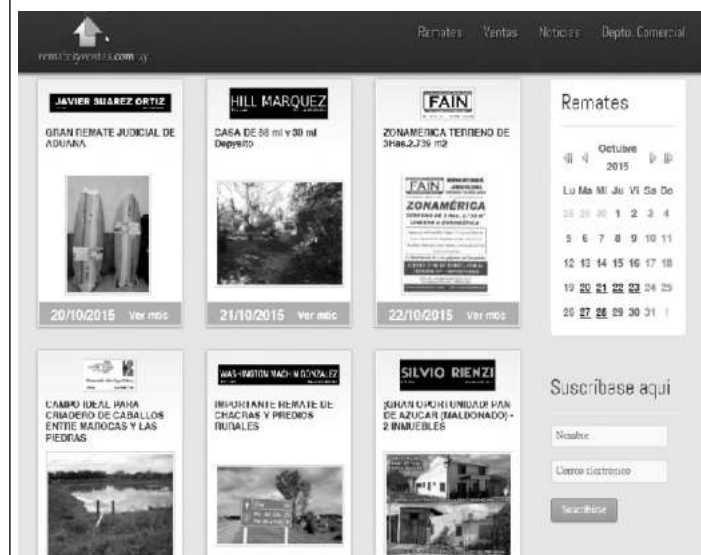 Remates Ventas Noticias Depto. Comercial
rematesyventas.com.uy
JAVIER SUAREZ ORTIZ
GRAN REMATE JUDICIAL DE
ADUANA
20/10/2015 Ver más
HILL MARQUEZ
CASA DE 68 mi y 30 mi
Depysito
21/10/2015 Ver más
FAIN
ZONAMERICA TERRENO DE
3Has.2.739 m2
FAIN
ZONAMÉRICA
22/10/2015 Ver más
CAMPO IDEAL PARA
CRIADERO DE CABALLOS
ENTRE MAROCAS Y LAS
PIEDRAS
WASHINGTON MACHIN GONZALEZ
IMPORTANTE REMATE DE
CHACRAS Y PREDIOS
RURALES
SILVIO RIENZI
¡GRAN OPORTUNIDAD! PAN
DE AZUCAR (MALDONADO) -
2 INMUEBLES
Remates
Octubre
2015
Lu Ma Mi Ju Vi Sa Do
28 29 30 1 2 3 4
5 6 7 8 9 10 11
12 13 14 15 16 17 18
19 20 21 22 23 24 25
26 27 28 29 30 31 1
Suscríbase aqui
Nombre
Correo electrónico
Suscribirse